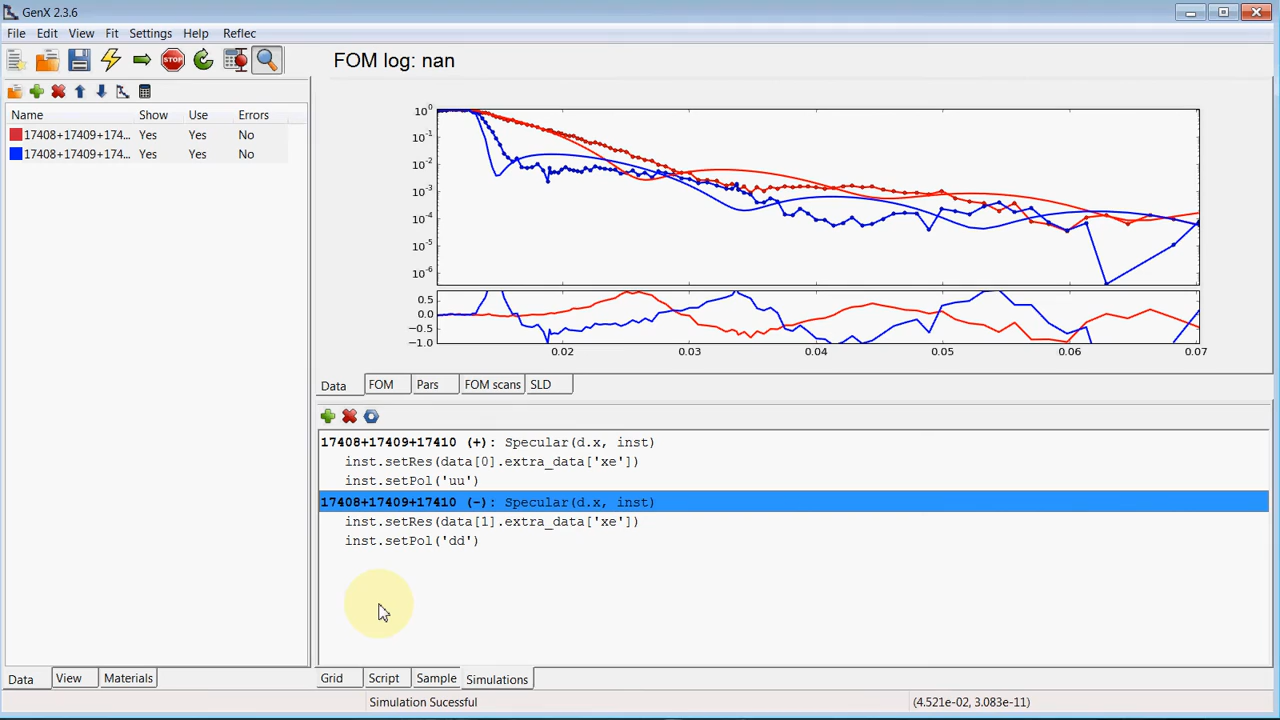 GenX 2.3.6
File Edit View Fit Settings Help Reflec
STOP
FOM log: nan
Name Show Use Errors
17408+17409+174... Yes Yes No
17408+17409+174... Yes Yes No
10^0
10^-1
10^-2
10^-3
10^-4
10^-5
10^-6
0.5
0.0
−0.5
−1.0
0.02 0.03 0.04 0.05 0.06 0.07
Data FOM Pars FOM scans SLD
17408+17409+17410 (+): Specular(d.x, inst)
inst.setRes(data[0].extra_data['xe'])
inst.setPol('uu')
17408+17409+17410 (-): Specular(d.x, inst)
inst.setRes(data[1].extra_data['xe'])
inst.setPol('dd')
Data View Materials
Grid Script Sample Simulations
Simulation Sucessful
(4.521e-02, 3.083e-11)